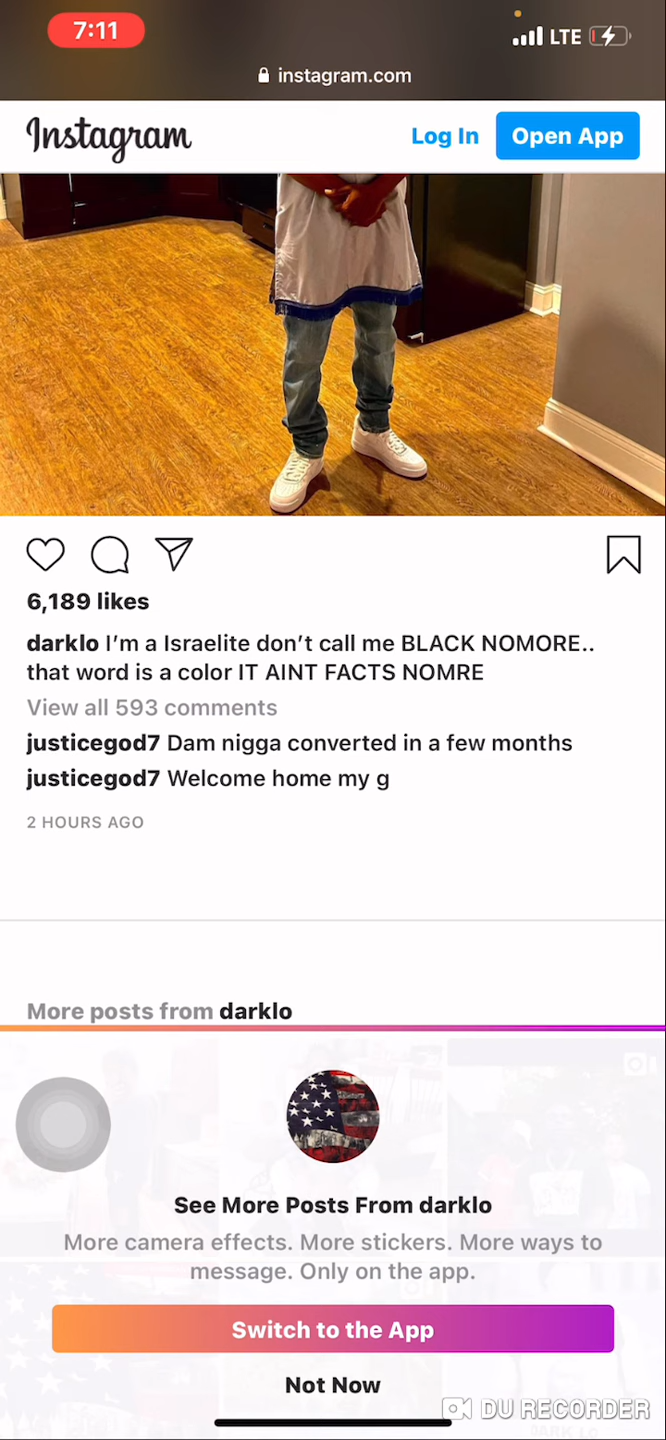 7:11
LTE
instagram.com
Instagram
Log In
Open App
6,189 likes
darklo I'm a Israelite don't call me BLACK NOMORE..
that word is a color IT AINT FACTS NOMRE
View all 593 comments
justicegod7 Dam nigga converted in a few months
justicegod7 Welcome home my g
2 HOURS AGO
More posts from darklo
See More Posts From darklo
More camera effects. More stickers. More ways to
message. Only on the app.
Switch to the App
Not Now
DU RECORDER
DARK LO